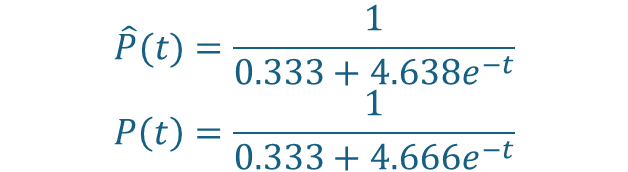 P̂(t) = 1 / (0.333 + 4.638e^{-t})
P(t) = 1 / (0.333 + 4.666e^{-t})